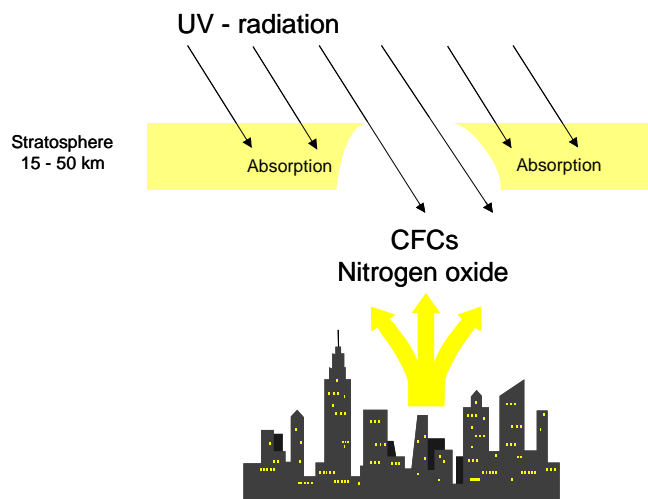 UV - radiation
Stratosphere
15 - 50 km
Absorption
Absorption
CFCs
Nitrogen oxide